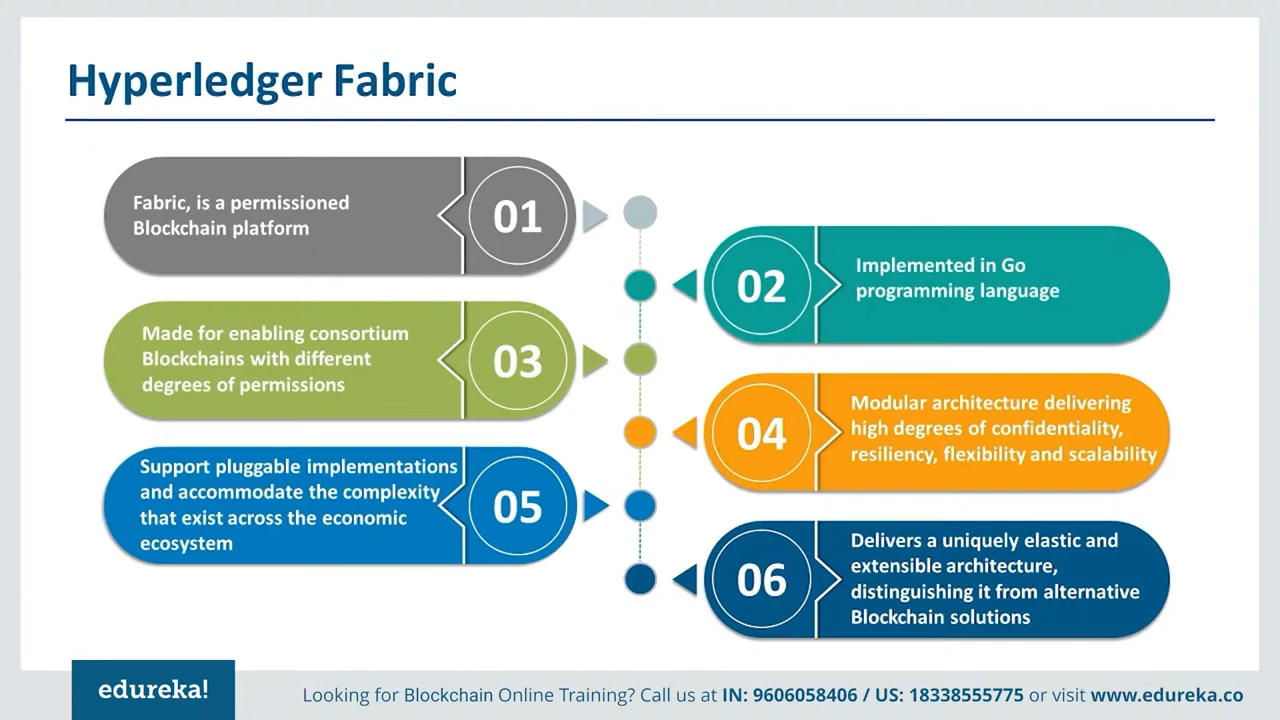 Hyperledger Fabric
Fabric, is a permissioned
Blockchain platform
01
02
Implemented in Go
programming language
Made for enabling consortium
Blockchains with different
degrees of permissions
03
04
Modular architecture delivering
high degrees of confidentiality,
resiliency, flexibility and scalability
Support pluggable implementations
and accommodate the complexity
that exist across the economic
ecosystem
05
06
Delivers a uniquely elastic and
extensible architecture,
distinguishing it from alternative
Blockchain solutions
edureka!
Looking for Blockchain Online Training? Call us at IN: 9606058406 / US: 18338555775 or visit www.edureka.co